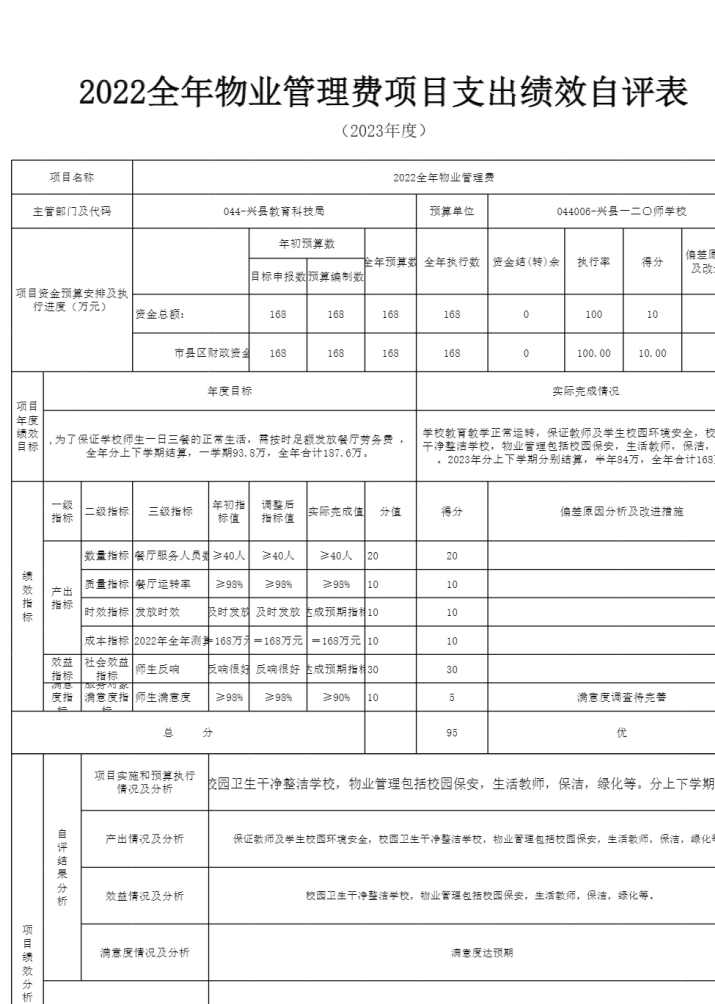 2022全年物业管理费项目支出绩效自评表
（2023年度）
项目名称 2022全年物业管理费
主管部门及代码 044-兴县教育科技局 预算单位 044006-兴县一二〇师学校
项目资金预算安排及执行进度（万元） 年初预算数 全年预算数 全年执行数 资金结(转)余 执行率 得分
目标申报数 预算编制数
资金总额: 168 168 168 168 0 100 10
市县区财政资金 168 168 168 168 0 100.00 10.00
项目年度绩效目标 年度目标 实际完成情况
,为了保证学校师生一日三餐的正常生活，需按时足额发放餐厅劳务费 ，
全年分上下学期结算，一学期93.8万，全年合计187.6万。
学校教育教学正常运转，保证教师及学生校园环境安全，校
干净整洁学校，物业管理包括校园保安，生活教师，保洁，
。2023年分上下学期分别结算，半年84万，全年合计168
绩效指标 一级指标 二级指标 三级指标 年初指标值 调整后指标值 实际完成值 分值 得分 偏差原因分析及改进措施
产出指标 数量指标 餐厅服务人员 ≥40人 ≥40人 ≥40人 20 20
质量指标 餐厅运转率 ≥98% ≥98% ≥98% 10 10
时效指标 发放时效 及时发放 及时发放 达成预期指标 10 10
成本指标 2022年全年测算 =168万 ＝168万元 ＝168万元 10 10
效益指标 社会效益指标 师生反响 反响很好 反响很好 达成预期指标 30 30
满意度指标 服务对象满意度指标 师生满意度 ≥98% ≥98% ≥90% 10 5 满意度调查待完善
总 分 95 优
项目绩效分析 自评结果分析 项目实施和预算执行情况及分析 校园卫生干净整洁学校，物业管理包括校园保安，生活教师，保洁，绿化等。分上下学期
产出情况及分析 保证教师及学生校园环境安全，校园卫生干净整洁学校，物业管理包括校园保安，生活教师，保洁，绿化
效益情况及分析 校园卫生干净整洁学校，物业管理包括校园保安，生活教师，保洁，绿化等。
满意度情况及分析 满意度达预期